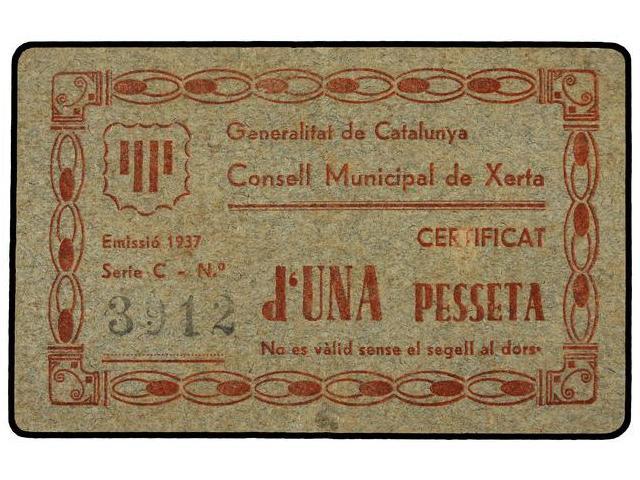 Generalitat de Catalunya
Consell Municipal de Xerta
Emissió 1937
CERTIFICAT
Serie C - N.º
3912
d'UNA PESSETA
No es vàlid sense el segell al dors.